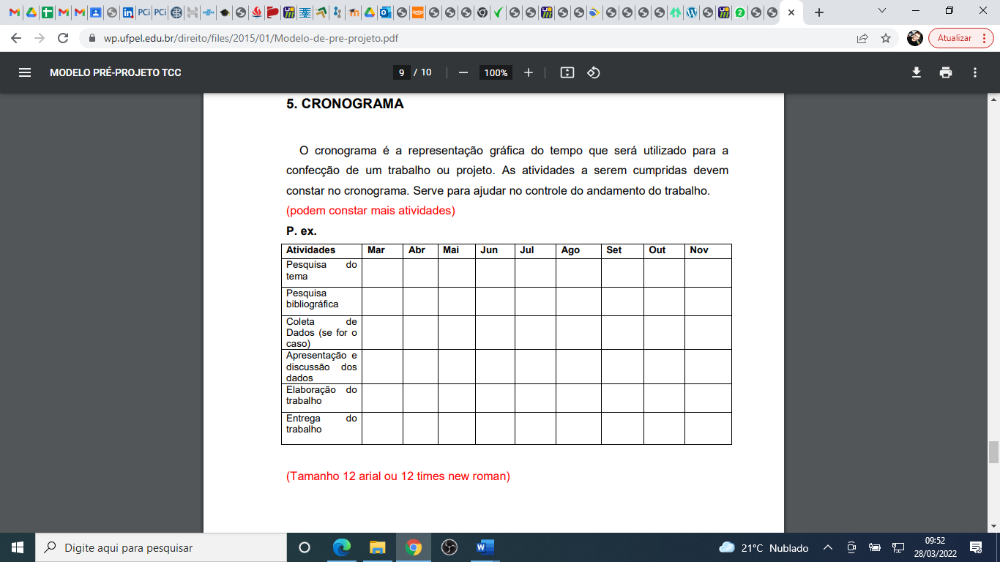 PCi PCi
2
wp.ufpel.edu.br/direito/files/2015/01/Modelo-de-pre-projeto.pdf
Atualizar
MODELO PRÉ-PROJETO TCC
9 / 10
100%
5. CRONOGRAMA
O cronograma é a representação gráfica do tempo que será utilizado para a
confecção de um trabalho ou projeto. As atividades a serem cumpridas devem
constar no cronograma. Serve para ajudar no controle do andamento do trabalho.
(podem constar mais atividades)
P. ex.
Atividades Mar Abr Mai Jun Jul Ago Set Out Nov
Pesquisa do
tema
Pesquisa
bibliográfica
Coleta de
Dados (se for o
caso)
Apresentação e
discussão dos
dados
Elaboração do
trabalho
Entrega do
trabalho
(Tamanho 12 arial ou 12 times new roman)
Digite aqui para pesquisar
21°C Nublado
09:52
28/03/2022